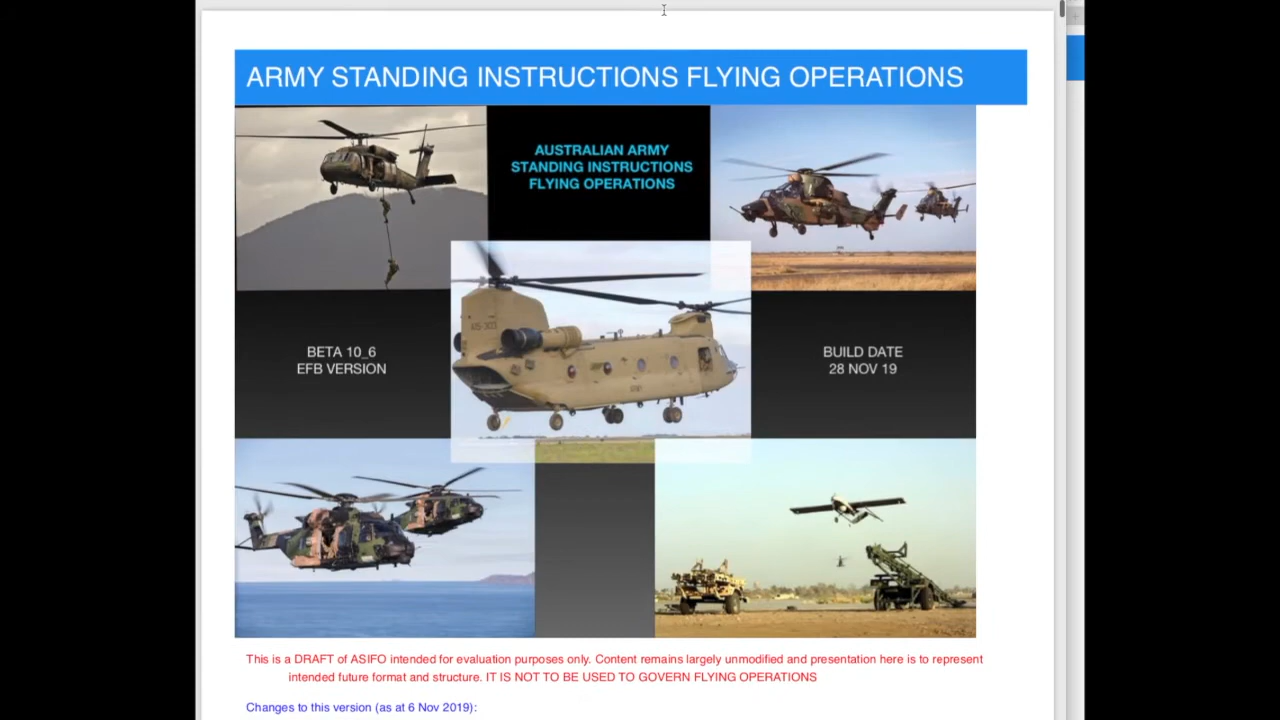 ARMY STANDING INSTRUCTIONS FLYING OPERATIONS
AUSTRALIAN ARMY
STANDING INSTRUCTIONS
FLYING OPERATIONS
A15-303
BETA 10_6
EFB VERSION
BUILD DATE
28 NOV 19
This is a DRAFT of ASIFO intended for evaluation purposes only. Content remains largely unmodified and presentation here is to represent
intended future format and structure. IT IS NOT TO BE USED TO GOVERN FLYING OPERATIONS
Changes to this version (as at 6 Nov 2019):